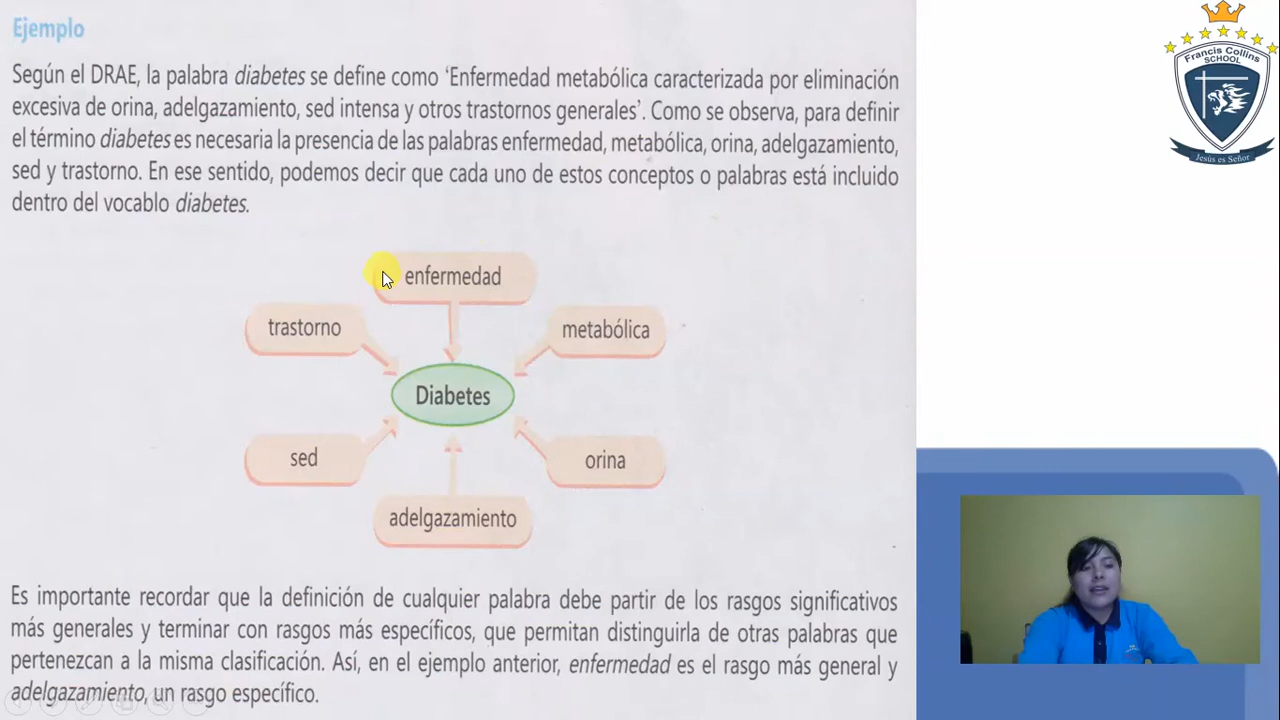 Ejemplo
Según el DRAE, la palabra diabetes se define como ‘Enfermedad metabólica caracterizada por eliminación
excesiva de orina, adelgazamiento, sed intensa y otros trastornos generales’. Como se observa, para definir
el término diabetes es necesaria la presencia de las palabras enfermedad, metabólica, orina, adelgazamiento,
sed y trastorno. En ese sentido, podemos decir que cada uno de estos conceptos o palabras está incluido
dentro del vocablo diabetes.
enfermedad
trastorno
metabólica
Diabetes
sed
orina
adelgazamiento
Es importante recordar que la definición de cualquier palabra debe partir de los rasgos significativos
más generales y terminar con rasgos más específicos, que permitan distinguirla de otras palabras que
pertenezcan a la misma clasificación. Así, en el ejemplo anterior, enfermedad es el rasgo más general y
adelgazamiento, un rasgo específico.
Francis Collins
SCHOOL
Jesús es Señor